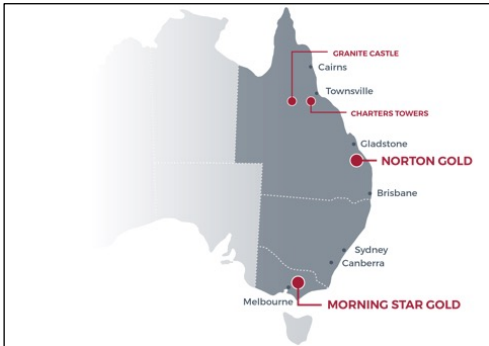 GRANITE CASTLE
Cairns
Townsville
CHARTERS TOWERS
Gladstone
NORTON GOLD
Brisbane
Sydney
Canberra
Melbourne
MORNING STAR GOLD